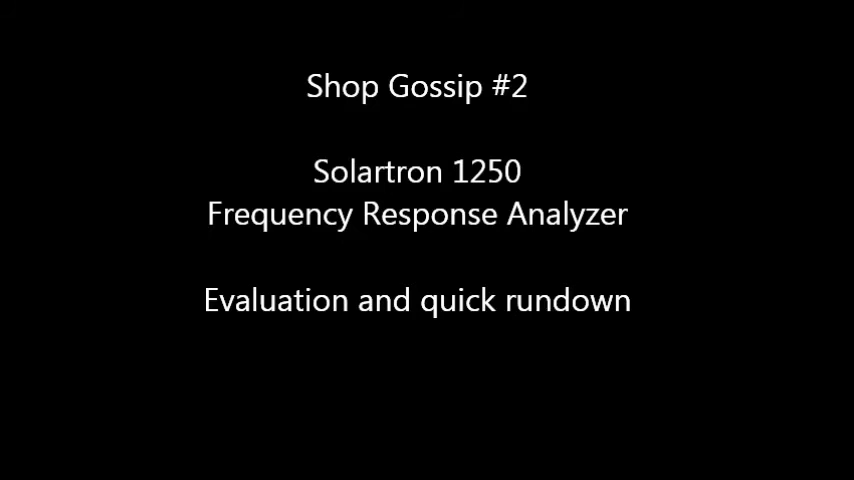 Shop Gossip #2
Solartron 1250
Frequency Response Analyzer
Evaluation and quick rundown